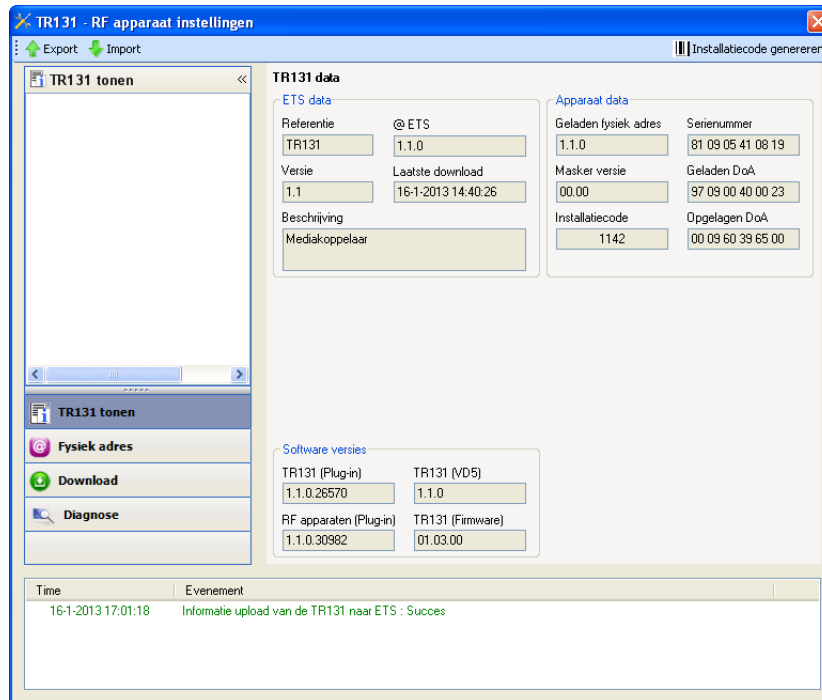 TR131 - RF apparaat instellingen
Export Import Installatiecode genereren
TR131 tonen «
TR131 data
ETS data
Referentie @ ETS
TR131 1.1.0
Versie Laatste download
1.1 16-1-2013 14:40:26
Beschrijving
Mediakoppelaar
Apparaat data
Geladen fysiek adres Serienummer
1.1.0 81 09 05 41 08 19
Masker versie Geladen DoA
00.00 97 09 00 40 00 23
Installatiecode Opgelagen DoA
1142 00 09 60 39 65 00
TR131 tonen
Fysiek adres
Download
Diagnose
Software versies
TR131 (Plug-in) TR131 (VD5)
1.1.0.26570 1.1.0
RF apparaten (Plug-in) TR131 (Firmware)
1.1.0.30982 01.03.00
Time Evenement
16-1-2013 17:01:18 Informatie upload van de TR131 naar ETS : Succes